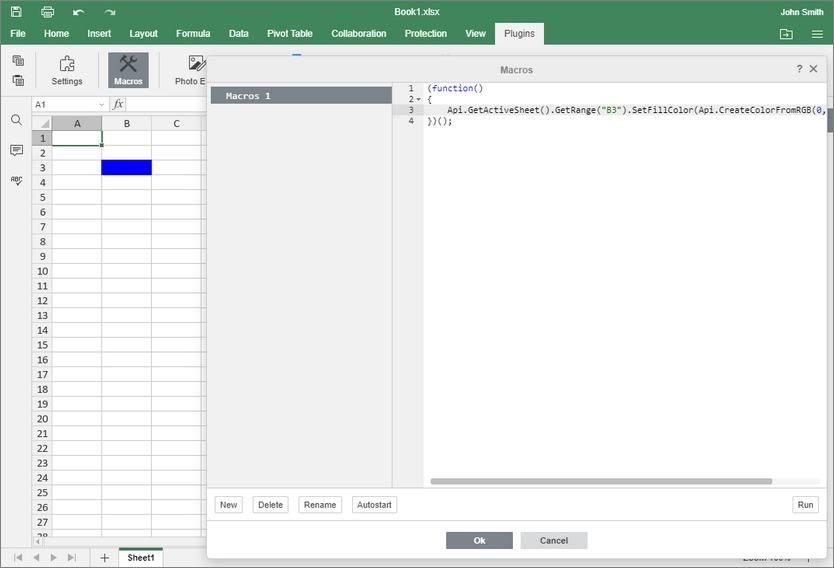 Book1.xlsx
John Smith
File Home Insert Layout Formula Data Pivot Table Collaboration Protection View Plugins
Settings Macros Photo E
A1 fx
A B C
1
2
3
4
5
6
7
8
9
10
11
12
13
14
15
16
17
18
19
20
21
22
23
24
25
26
27
28
ABC
Macros ?
Macros 1
1 (function()
2 {
3 Api.GetActiveSheet().GetRange("B3").SetFillColor(Api.CreateColorFromRGB(0,
4 })();
New Delete Rename Autostart Run
Ok Cancel
Sheet1
Zoom 100%